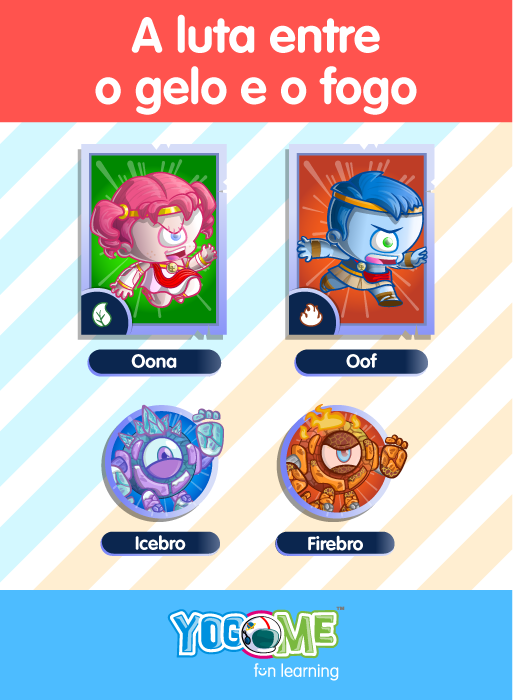 A luta entre
o gelo e o fogo
Oona
Oof
Icebro
Firebro
YOGOME™
fun learning